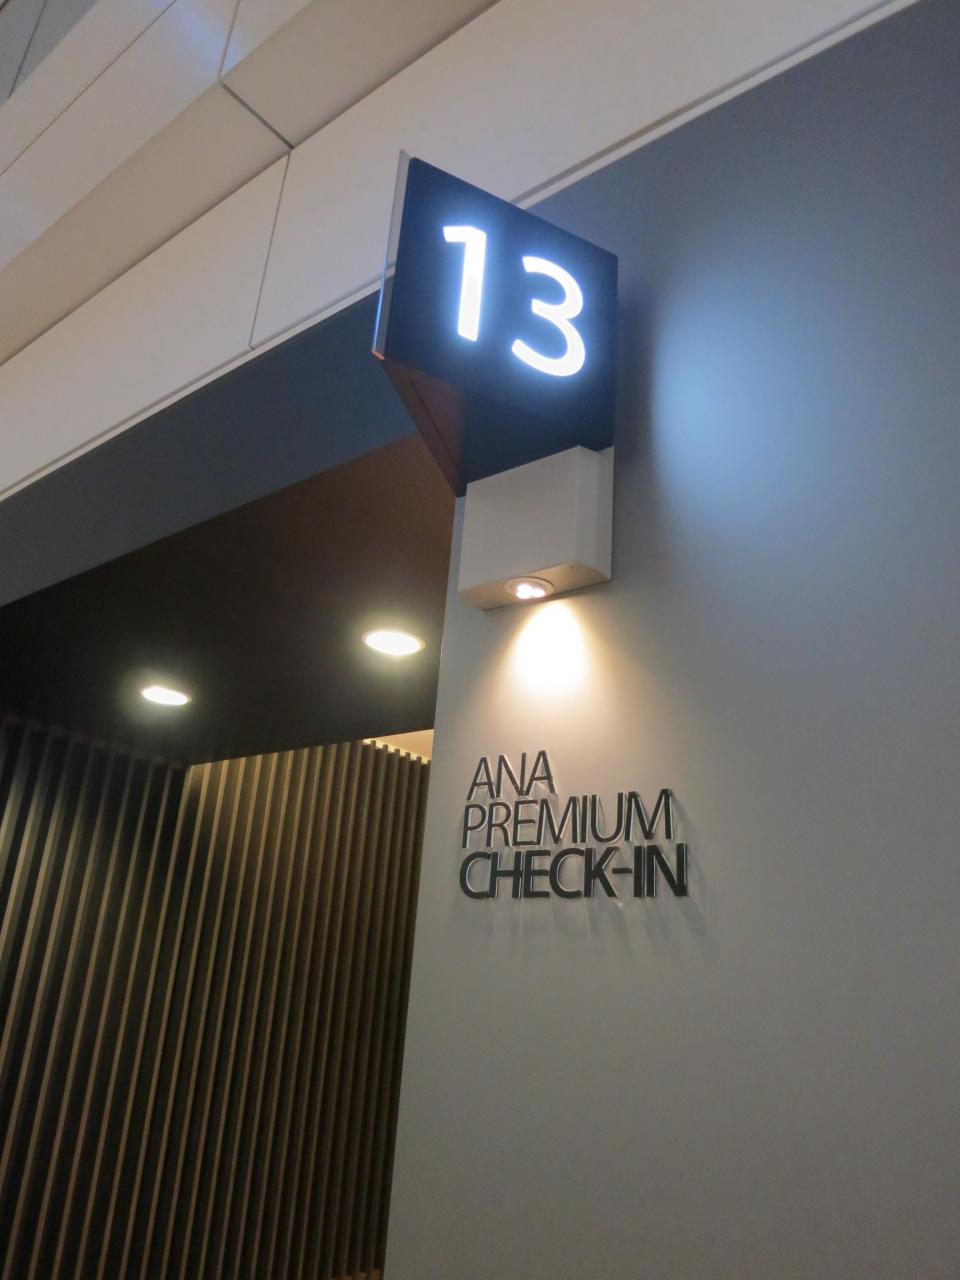 13
ANA
PREMIUM
CHECK-IN